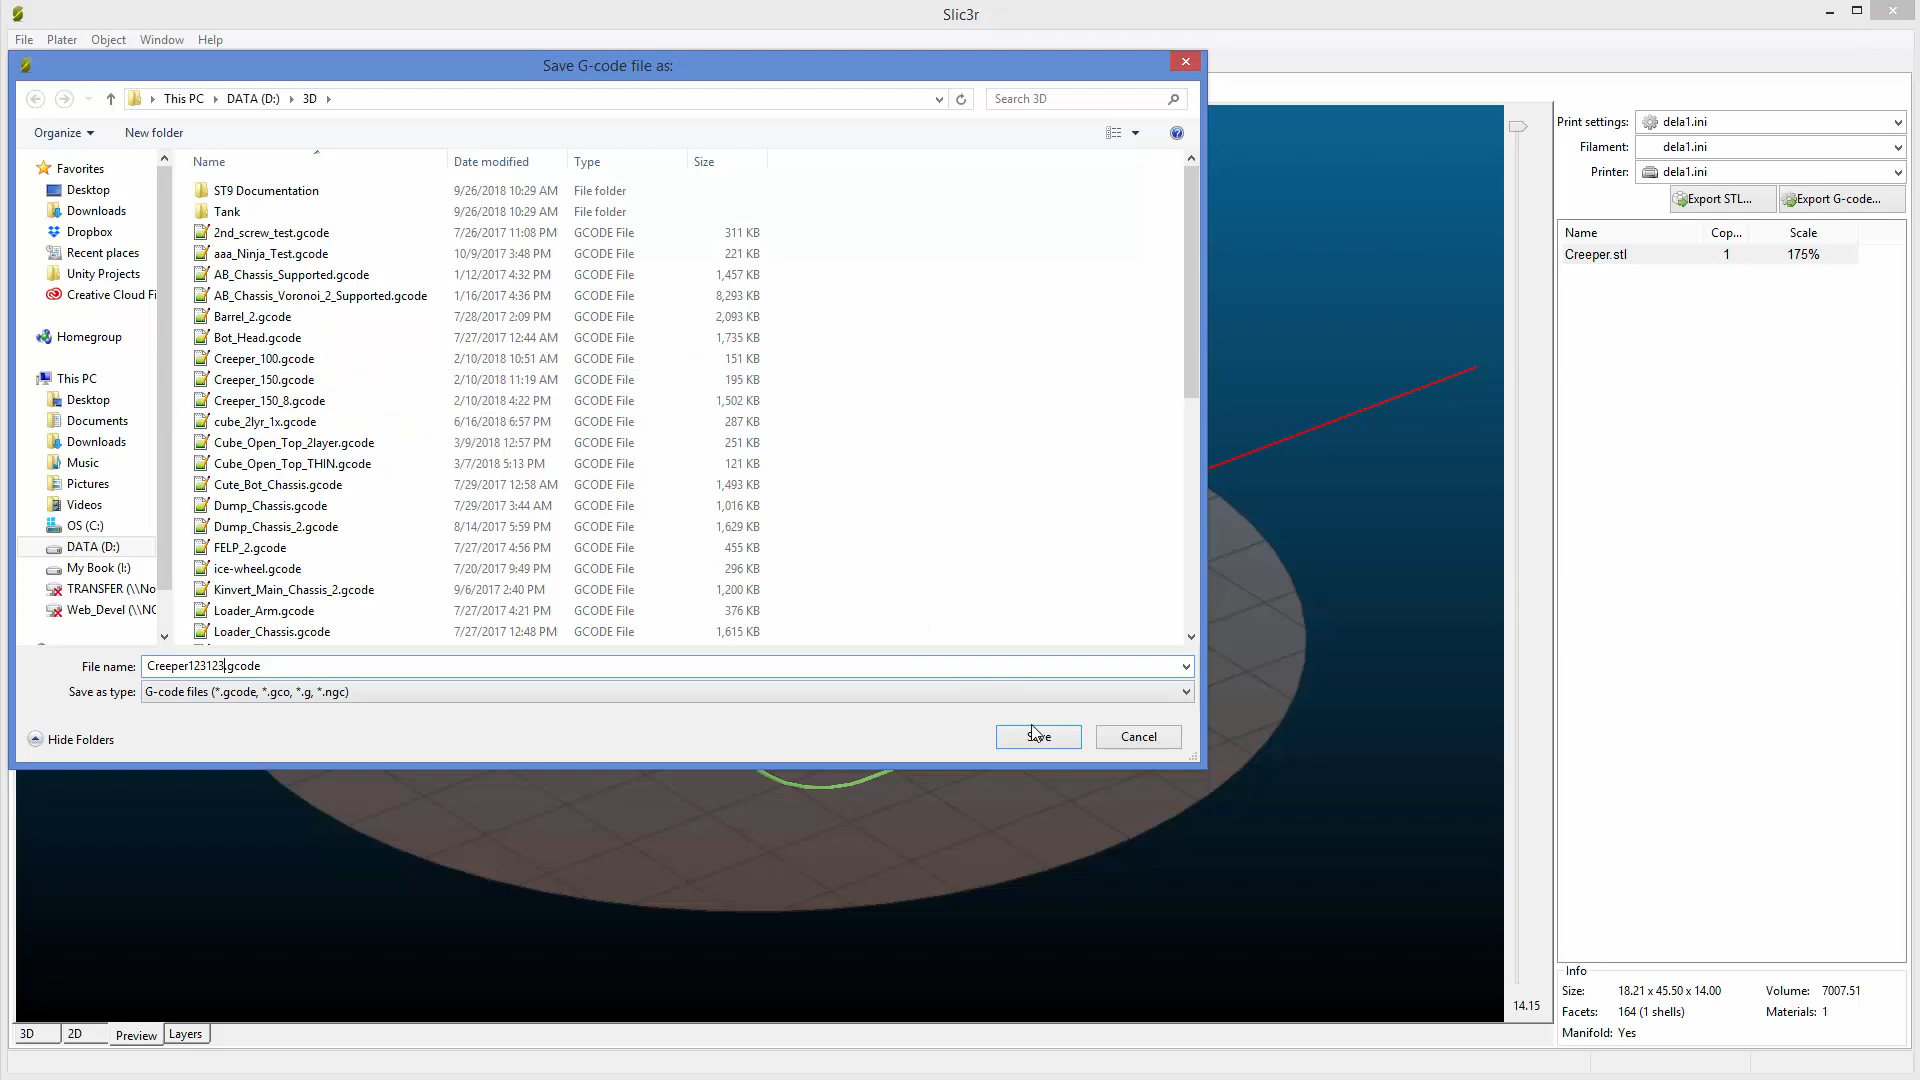 Slic3r
File Plater Object Window Help
Save G-code file as:
This PC DATA (D:) 3D
Search 3D
Organize New folder
Name Date modified Type Size
Favorites
Desktop
Downloads
Dropbox
Recent places
Unity Projects
Creative Cloud Fi
Homegroup
This PC
Desktop
Documents
Downloads
Music
Pictures
Videos
OS (C:)
DATA (D:)
My Book (I:)
TRANSFER (\\No
Web_Devel (\\NC
ST9 Documentation 9/26/2018 10:29 AM File folder
Tank 9/26/2018 10:29 AM File folder
2nd_screw_test.gcode 7/26/2017 11:08 PM GCODE File 311 KB
aaa_Ninja_Test.gcode 10/9/2017 3:48 PM GCODE File 221 KB
AB_Chassis_Supported.gcode 1/12/2017 4:32 PM GCODE File 1,457 KB
AB_Chassis_Voronoi_2_Supported.gcode 1/16/2017 4:36 PM GCODE File 8,293 KB
Barrel_2.gcode 7/28/2017 2:09 PM GCODE File 2,093 KB
Bot_Head.gcode 7/27/2017 12:44 AM GCODE File 1,735 KB
Creeper_100.gcode 2/10/2018 10:51 AM GCODE File 151 KB
Creeper_150.gcode 2/10/2018 11:19 AM GCODE File 195 KB
Creeper_150_8.gcode 2/10/2018 4:22 PM GCODE File 1,502 KB
cube_2lyr_1x.gcode 6/16/2018 6:57 PM GCODE File 287 KB
Cube_Open_Top_2layer.gcode 3/9/2018 12:57 PM GCODE File 251 KB
Cube_Open_Top_THIN.gcode 3/7/2018 5:13 PM GCODE File 121 KB
Cute_Bot_Chassis.gcode 7/29/2017 12:58 AM GCODE File 1,493 KB
Dump_Chassis.gcode 7/29/2017 3:44 AM GCODE File 1,016 KB
Dump_Chassis_2.gcode 8/14/2017 5:59 PM GCODE File 1,629 KB
FELP_2.gcode 7/27/2017 4:56 PM GCODE File 455 KB
ice-wheel.gcode 7/20/2017 9:49 PM GCODE File 296 KB
Kinvert_Main_Chassis_2.gcode 9/6/2017 2:40 PM GCODE File 1,200 KB
Loader_Arm.gcode 7/27/2017 4:21 PM GCODE File 376 KB
Loader_Chassis.gcode 7/27/2017 12:48 PM GCODE File 1,615 KB
File name: Creeper123123.gcode
Save as type: G-code files (*.gcode, *.gco, *.g, *.ngc)
Hide Folders
Save Cancel
Print settings: dela1.ini
Filament: dela1.ini
Printer: dela1.ini
Export STL... Export G-code...
Name Cop... Scale
Creeper.stl 1 175%
14.15
Info
Size: 18.21 x 45.50 x 14.00 Volume: 7007.51
Facets: 164 (1 shells) Materials: 1
Manifold: Yes
3D 2D Preview Layers